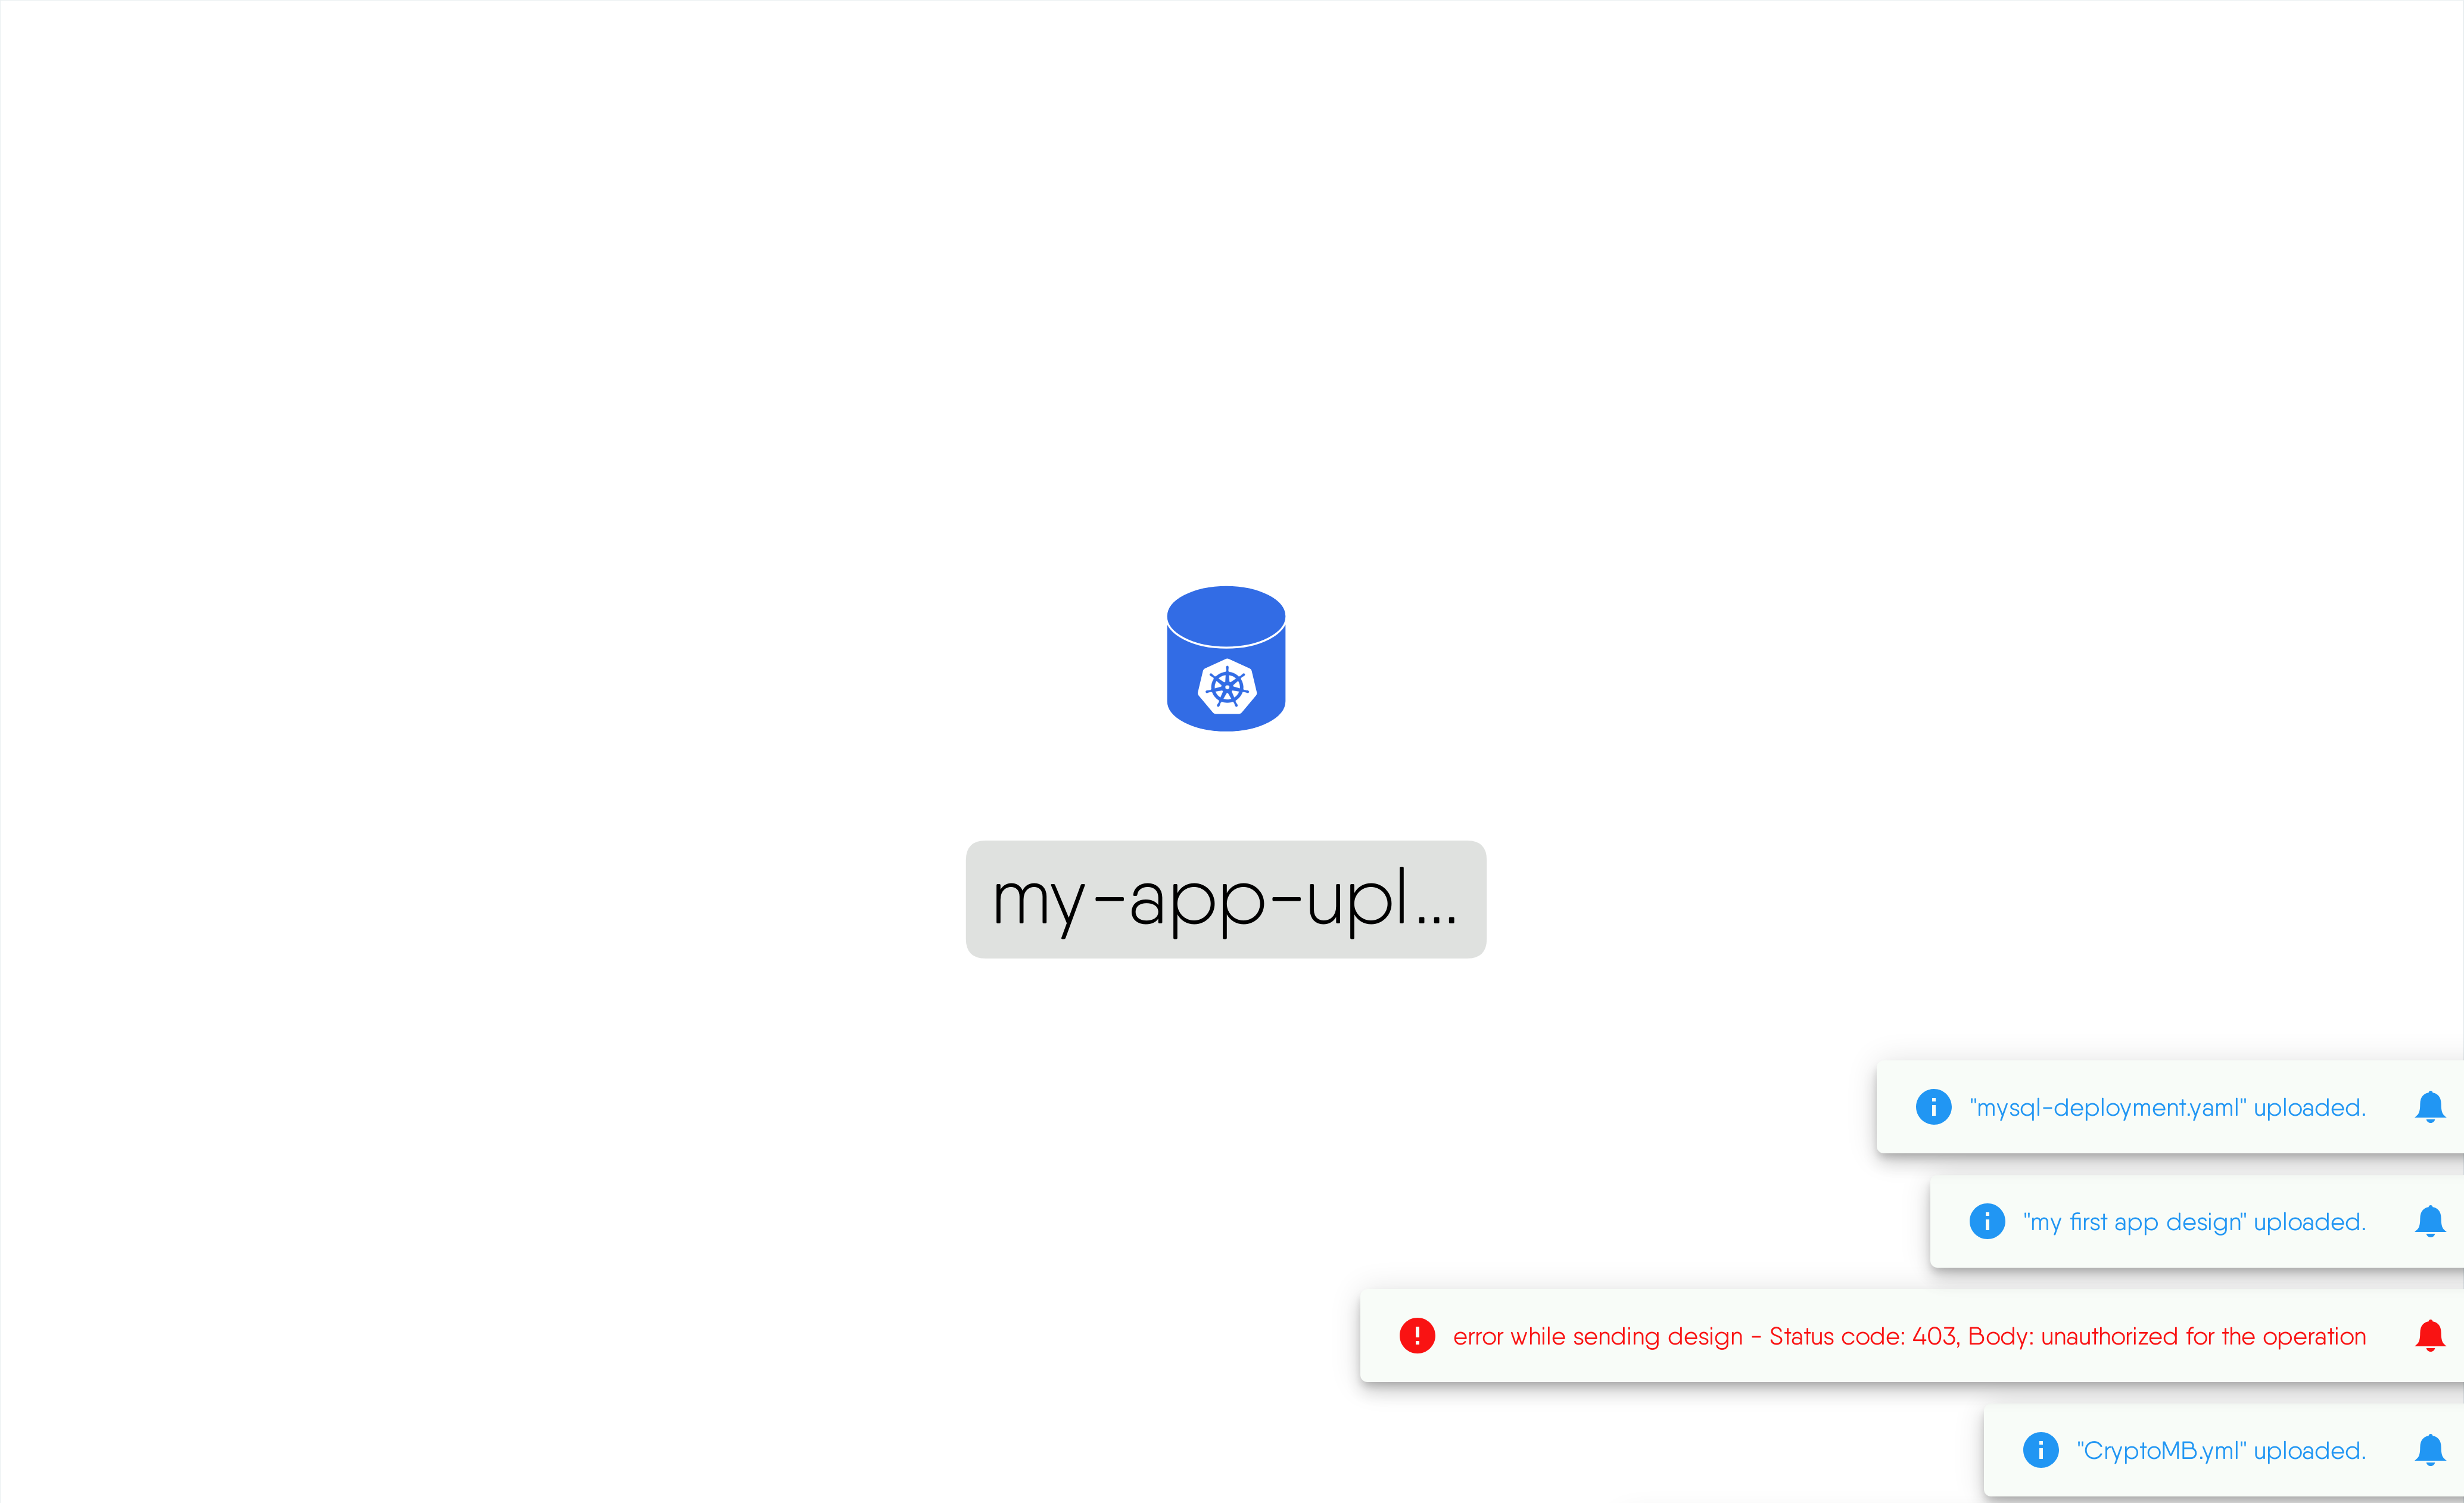 my-app-upl...
"mysql-deployment.yaml" uploaded.
"my first app design" uploaded.
error while sending design - Status code: 403, Body: unauthorized for the operation
"CryptoMB.yml" uploaded.